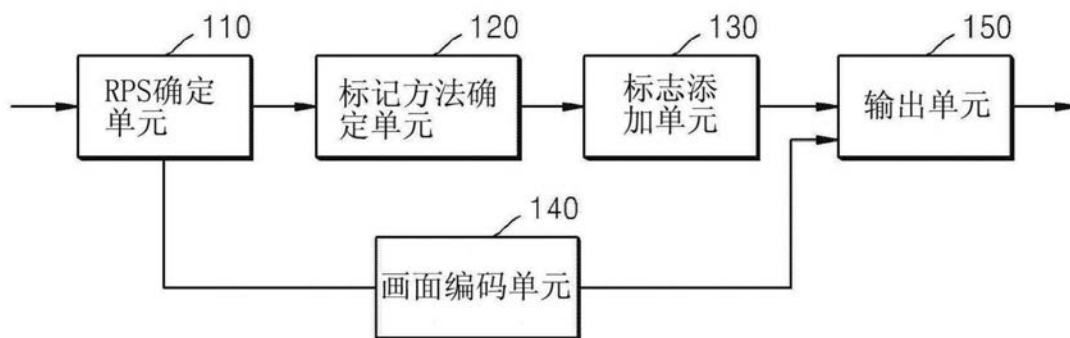 110
120
130
150
RPS确定
单元
标记方法确
定单元
标志添
加单元
输出单元
140
画面编码单元